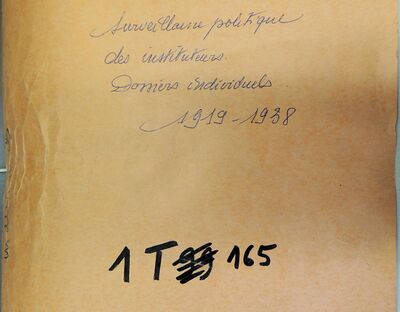 Surveillance politique
des instituteurs.
Dossiers individuels.
1919-1938
1 T 165